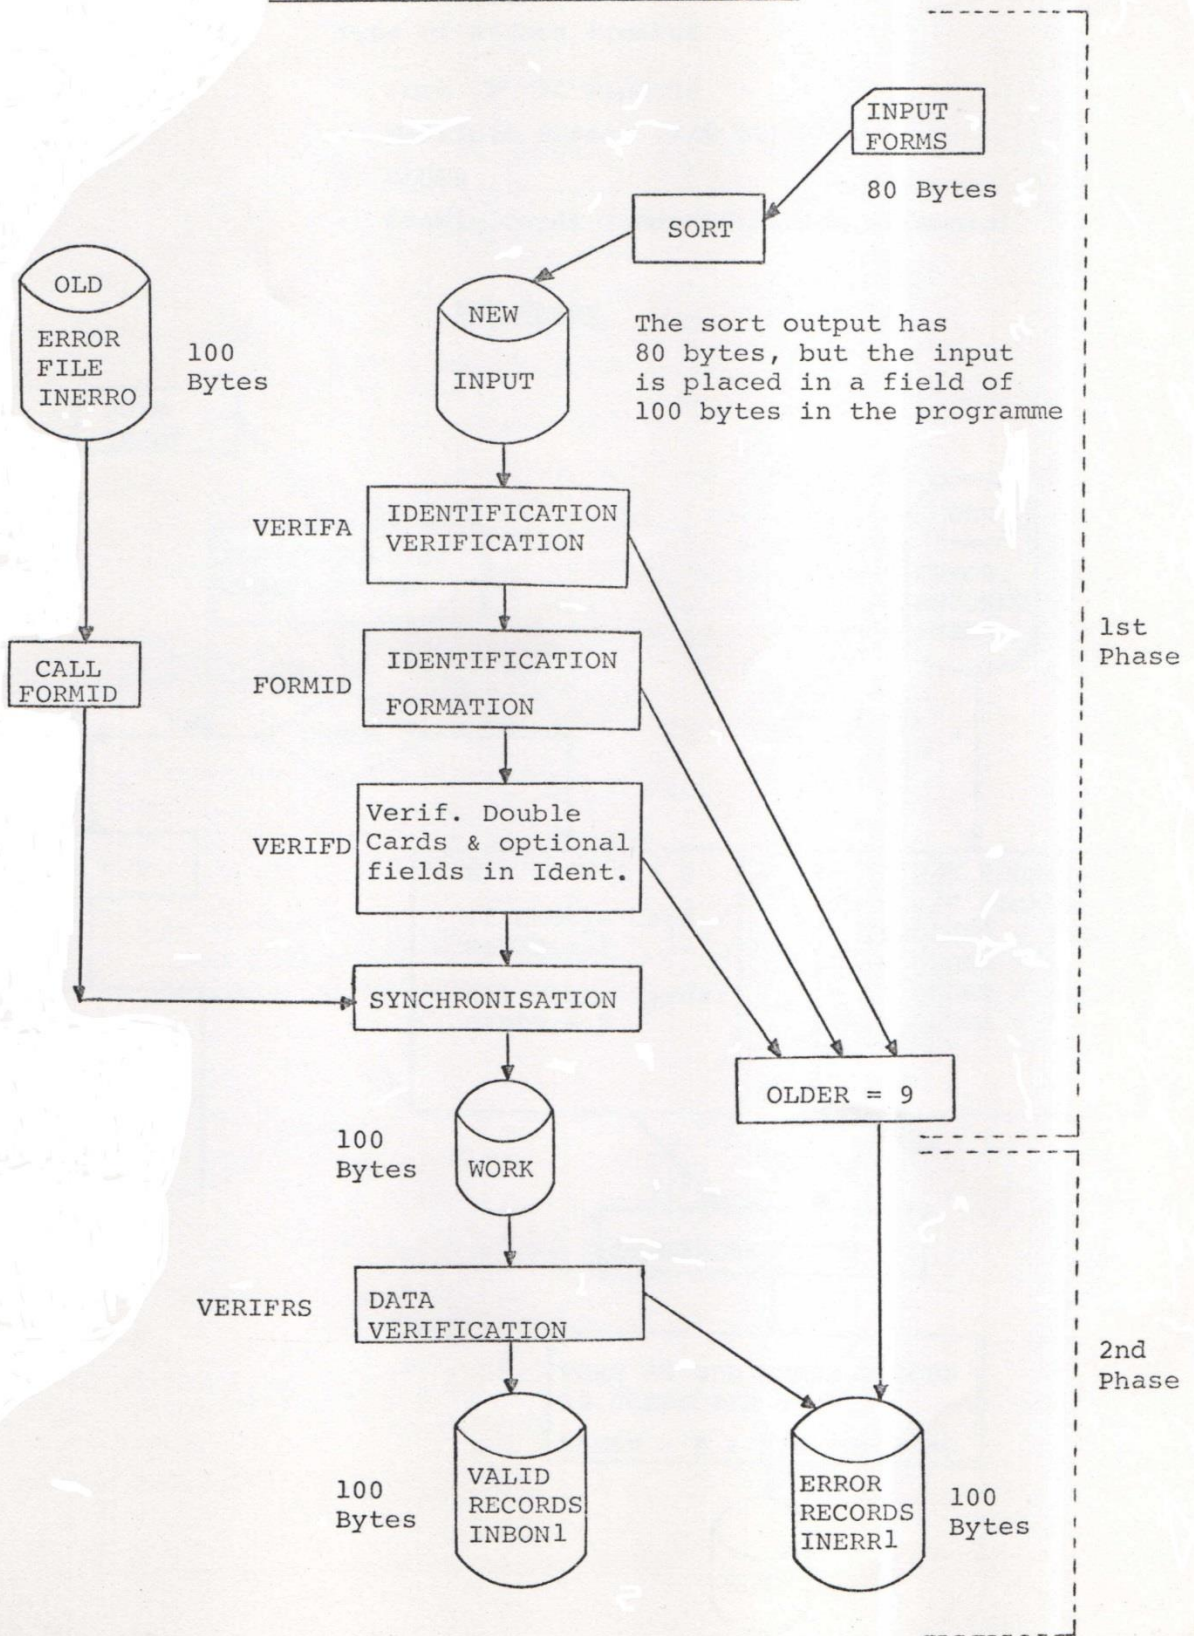 INPUT
FORMS
80 Bytes
SORT
OLD
ERROR
FILE
INERRO
100
Bytes
NEW
INPUT
The sort output has
80 bytes, but the input
is placed in a field of
100 bytes in the programme
VERIFA
IDENTIFICATION
VERIFICATION
CALL
FORMID
FORMID
IDENTIFICATION
FORMATION
1st
Phase
VERIFD
Verif. Double
Cards & optional
fields in Ident.
SYNCHRONISATION
OLDER = 9
100
Bytes
WORK
VERIFRS
DATA
VERIFICATION
2nd
Phase
100
Bytes
VALID
RECORDS
INBON1
ERROR
RECORDS
INERR1
100
Bytes